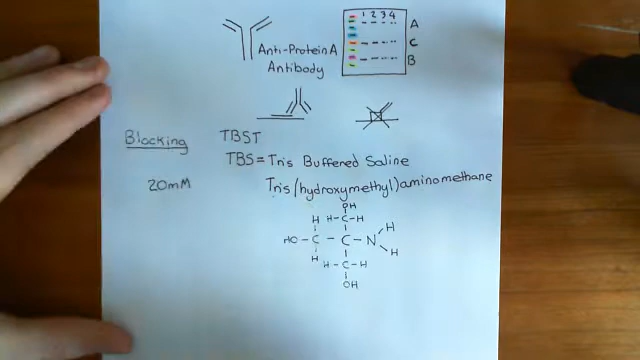 1 2 3 4
A
Anti-Protein A
Antibody
C
B
Blocking
TBST
TBS = Tris Buffered Saline
20mM
Tris(hydroxymethyl)aminomethane
OH
H H-C-H H
HO-C-C-N
H H
H-C-H
OH